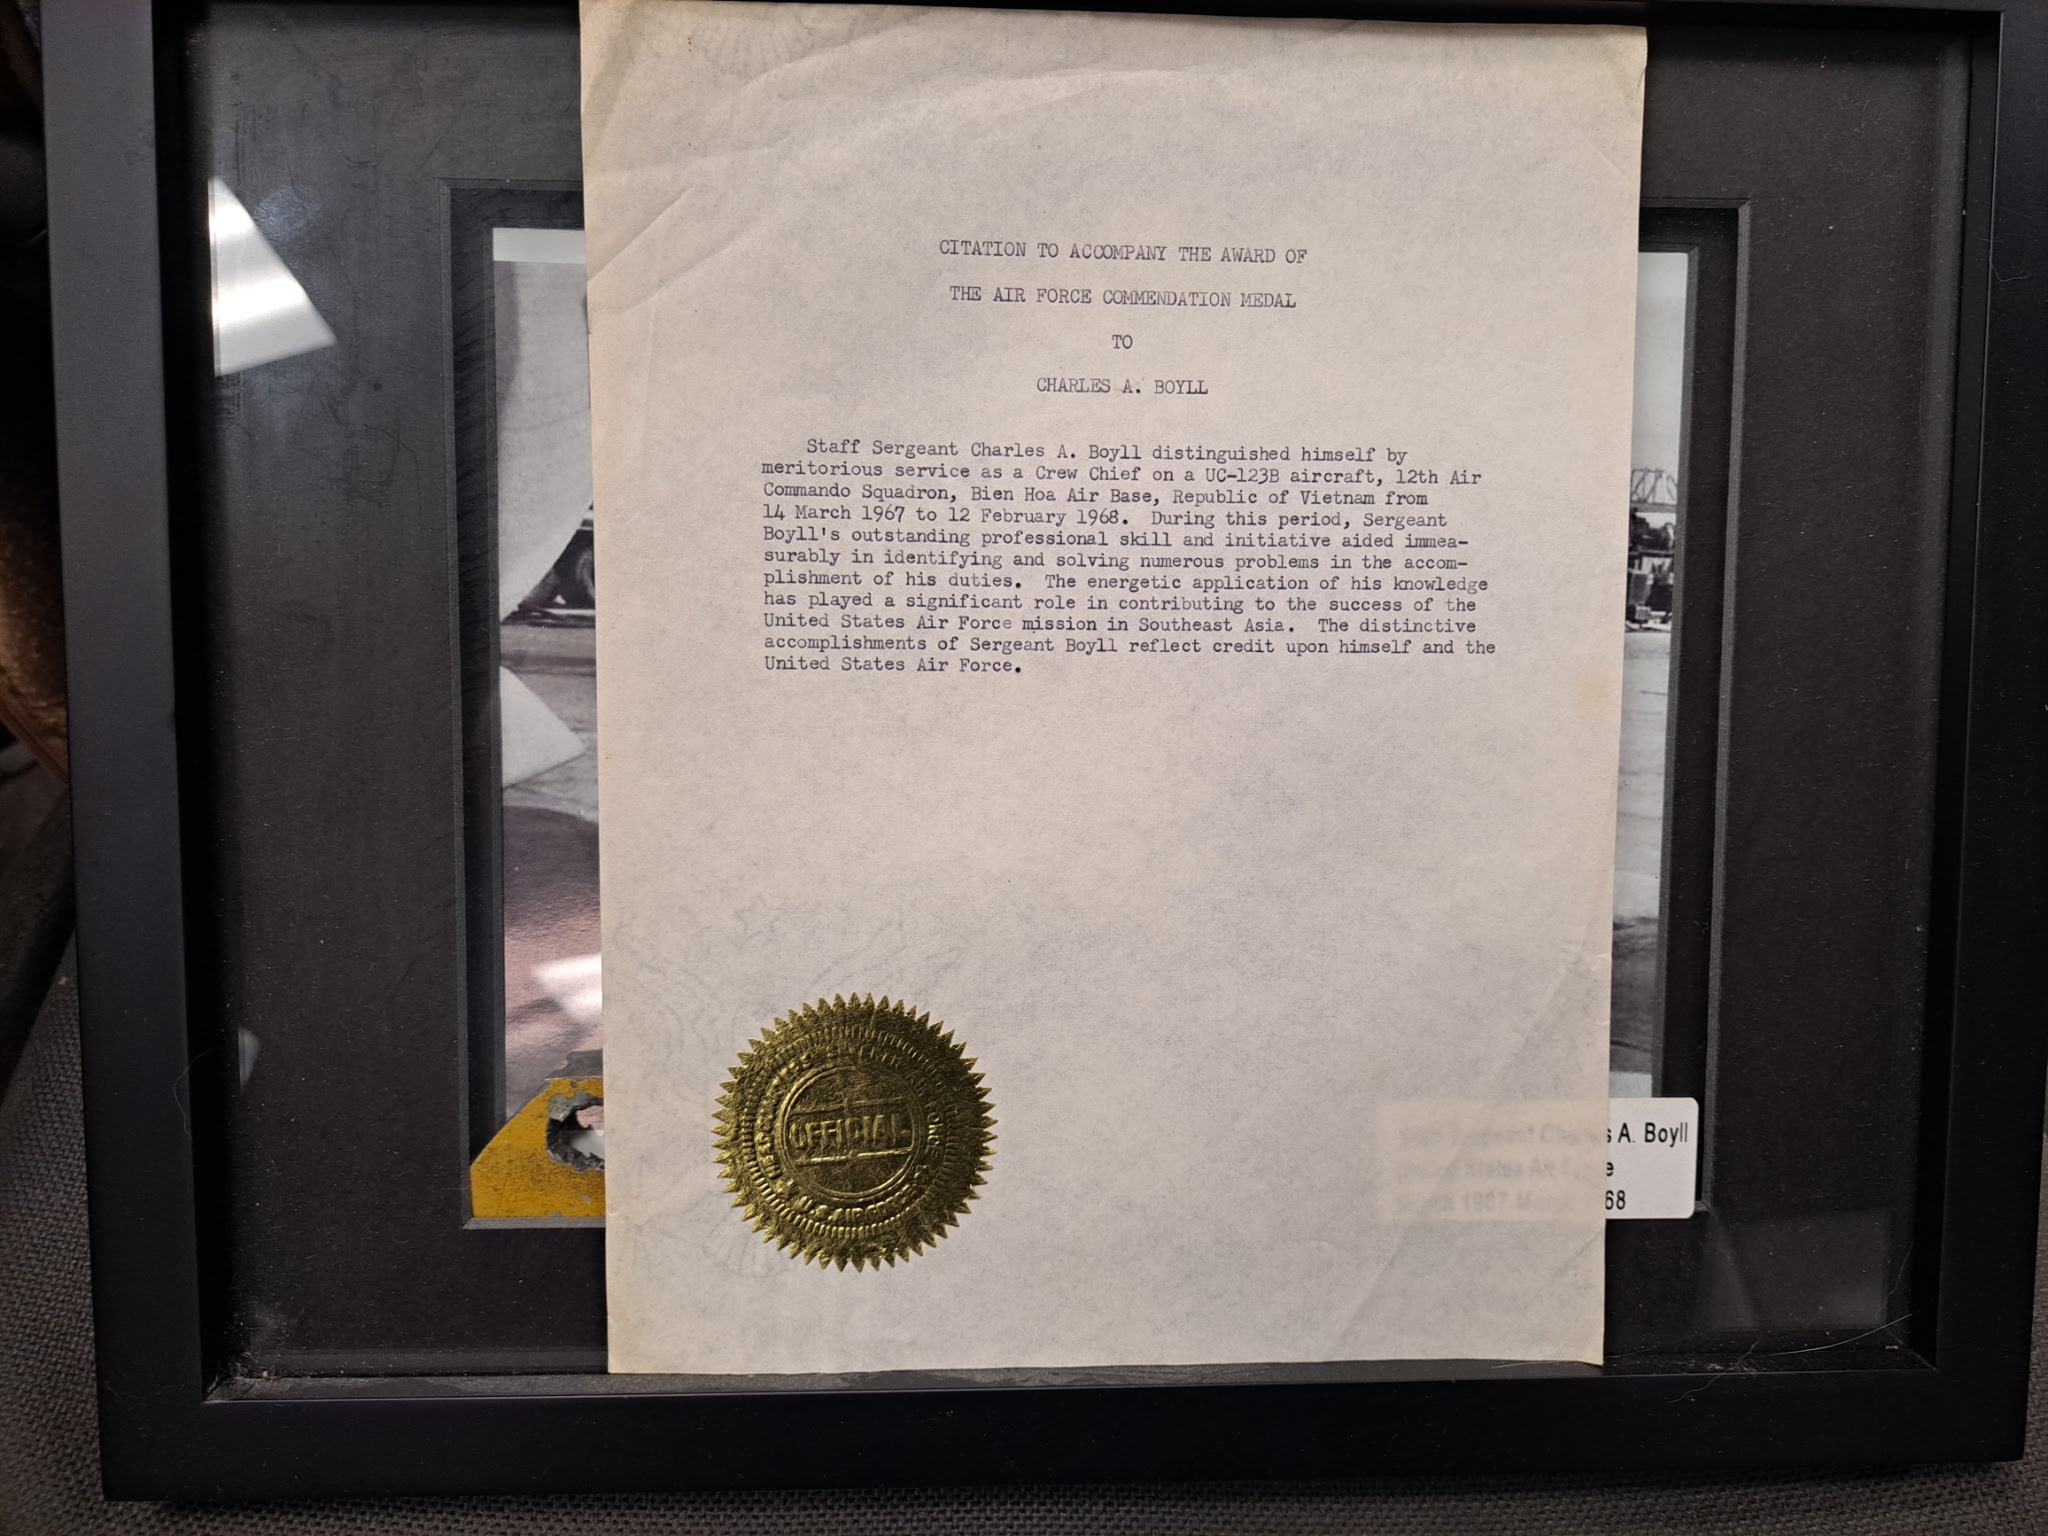 CITATION TO ACCOMPANY THE AWARD OF
THE AIR FORCE COMMENDATION MEDAL
TO
CHARLES A. BOYLL
Staff Sergeant Charles A. Boyll distinguished himself by
meritorious service as a Crew Chief on a UC-123B aircraft, 12th Air
Commando Squadron, Bien Hoa Air Base, Republic of Vietnam from
14 March 1967 to 12 February 1968. During this period, Sergeant
Boyll's outstanding professional skill and initiative aided immea-
surably in identifying and solving numerous problems in the accom-
plishment of his duties. The energetic application of his knowledge
has played a significant role in contributing to the success of the
United States Air Force mission in Southeast Asia. The distinctive
accomplishments of Sergeant Boyll reflect credit upon himself and the
United States Air Force.
OFFICIAL
s A. Boyll
e
68